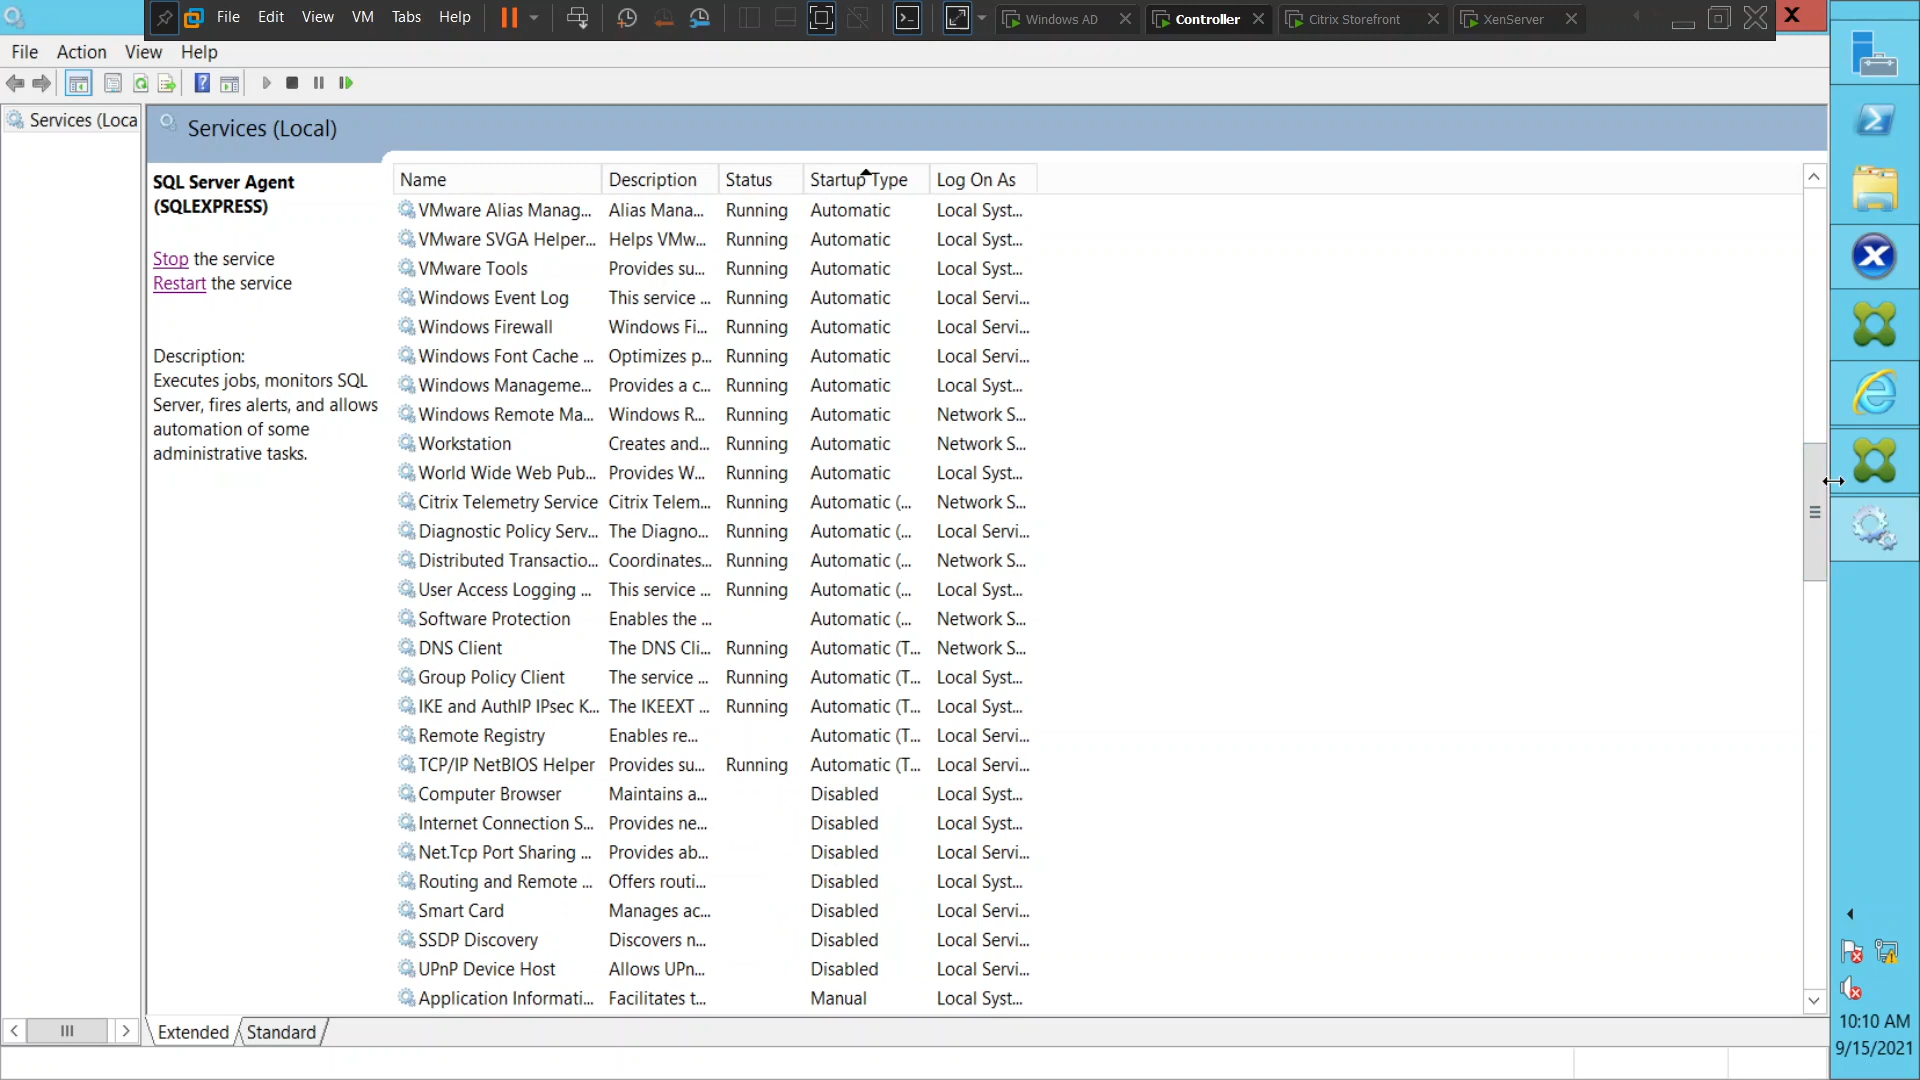 File Edit View VM Tabs Help Windows AD Controller Citrix Storefront XenServer X
File Action View Help
Services (Loca
Services (Local)
SQL Server Agent
(SQLEXPRESS)
Stop the service
Restart the service
Description:
Executes jobs, monitors SQL
Server, fires alerts, and allows
automation of some
administrative tasks.
Name Description Status Startup Type Log On As
VMware Alias Manag... Alias Mana... Running Automatic Local Syst...
VMware SVGA Helper... Helps VMw... Running Automatic Local Syst...
VMware Tools Provides su... Running Automatic Local Syst...
Windows Event Log This service ... Running Automatic Local Servi...
Windows Firewall Windows Fi... Running Automatic Local Servi...
Windows Font Cache ... Optimizes p... Running Automatic Local Servi...
Windows Manageme... Provides a c... Running Automatic Local Syst...
Windows Remote Ma... Windows R... Running Automatic Network S...
Workstation Creates and... Running Automatic Network S...
World Wide Web Pub... Provides W... Running Automatic Local Syst...
Citrix Telemetry Service Citrix Telem... Running Automatic (... Network S...
Diagnostic Policy Serv... The Diagno... Running Automatic (... Local Servi...
Distributed Transactio... Coordinates... Running Automatic (... Network S...
User Access Logging ... This service ... Running Automatic (... Local Syst...
Software Protection Enables the ... Automatic (... Network S...
DNS Client The DNS Cli... Running Automatic (T... Network S...
Group Policy Client The service ... Running Automatic (T... Local Syst...
IKE and AuthIP IPsec K... The IKEEXT ... Running Automatic (T... Local Syst...
Remote Registry Enables re... Automatic (T... Local Servi...
TCP/IP NetBIOS Helper Provides su... Running Automatic (T... Local Servi...
Computer Browser Maintains a... Disabled Local Syst...
Internet Connection S... Provides ne... Disabled Local Syst...
Net.Tcp Port Sharing ... Provides ab... Disabled Local Servi...
Routing and Remote ... Offers routi... Disabled Local Syst...
Smart Card Manages ac... Disabled Local Servi...
SSDP Discovery Discovers n... Disabled Local Servi...
UPnP Device Host Allows UPn... Disabled Local Servi...
Application Informati... Facilitates t... Manual Local Syst...
Extended Standard
10:10 AM
9/15/2021